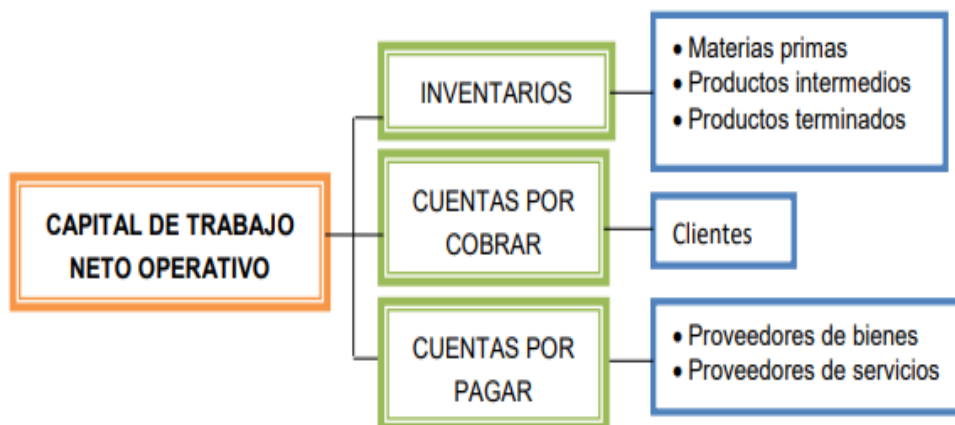 CAPITAL DE TRABAJO
NETO OPERATIVO
INVENTARIOS
• Materias primas
• Productos intermedios
• Productos terminados
CUENTAS POR
COBRAR
Clientes
CUENTAS POR
PAGAR
• Proveedores de bienes
• Proveedores de servicios